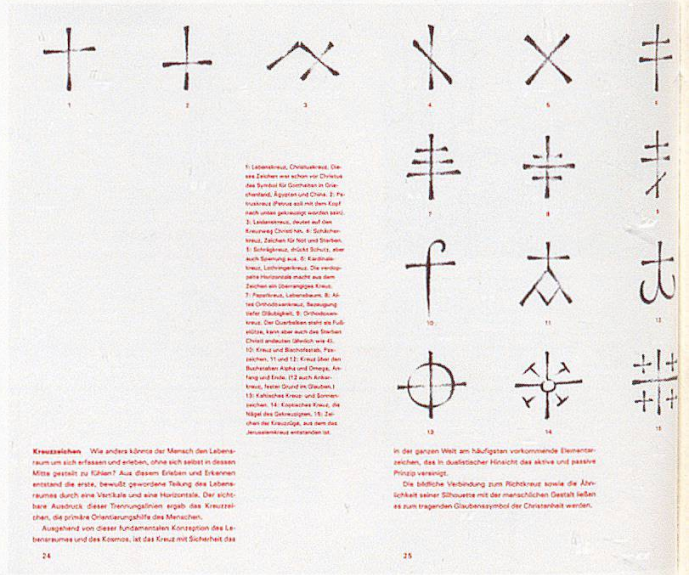 1
2
3
4
5
6
7
8
9
10
11
12
13
14
15
1: Lebenskreuz, Christuskreuz. Die-
ses Zeichen war schon vor Christus
das Symbol für Gottheiten in Grie-
chenland, Ägypten und China. 2: Pe-
truskreuz (Petrus soll mit dem Kopf
nach unten gekreuzigt worden sein).
3: Leidenskreuz, deutet auf den
Kreuzweg Christi hin. 4: Schächer-
kreuz, Zeichen für Not und Sterben.
5: Schrägkreuz, drückt Schutz, aber
auch Sperrung aus. 6: Kardinals-
kreuz, Lothringerkreuz. Die verdop-
pelte Horizontale macht aus dem
Zeichen ein überrangiges Kreuz.
7: Papstkreuz, Lebensbaum. 8: Al-
tes Orthodoxenkreuz, Bezeugung
tiefer Gläubigkeit. 9: Orthodoxen-
kreuz. Der Querbalken steht als Fuß-
stütze, kann aber auch das Sterben
Christi andeuten (ähnlich wie 4).
10: Kreuz und Bischofsstab, Pax-
zeichen. 11 und 12: Kreuz über den
Buchstaben Alpha und Omega, An-
fang und Ende. (12 auch Anker-
kreuz, fester Grund im Glauben.)
13: Keltisches Kreuz- und Sonnen-
zeichen. 14: Koptisches Kreuz, die
Nägel des Gekreuzigten. 15: Zei-
chen der Kreuzzüge, aus dem das
Jerusalemkreuz entstanden ist.
Kreuzzeichen Wie anders könnte der Mensch den Lebens-
raum um sich erfassen und erleben, ohne sich selbst in dessen
Mitte gestellt zu fühlen? Aus diesem Erleben und Erkennen
entstand die erste, bewußt gewordene Teilung des Lebens-
raumes durch eine Vertikale und eine Horizontale. Der sicht-
bare Ausdruck dieser Trennungslinien ergab das Kreuzzei-
chen, die primäre Orientierungshilfe des Menschen.
Ausgehend von dieser fundamentalen Konzeption des Le-
bensraumes und des Kosmos, ist das Kreuz mit Sicherheit das
24
in der ganzen Welt am häufigsten vorkommende Elementar-
zeichen, das in dualistischer Hinsicht das aktive und passive
Prinzip vereinigt.
Die bildliche Verbindung zum Richtkreuz sowie die Ähn-
lichkeit seiner Silhouette mit der menschlichen Gestalt ließen
es zum tragenden Glaubenssymbol der Christenheit werden.
25